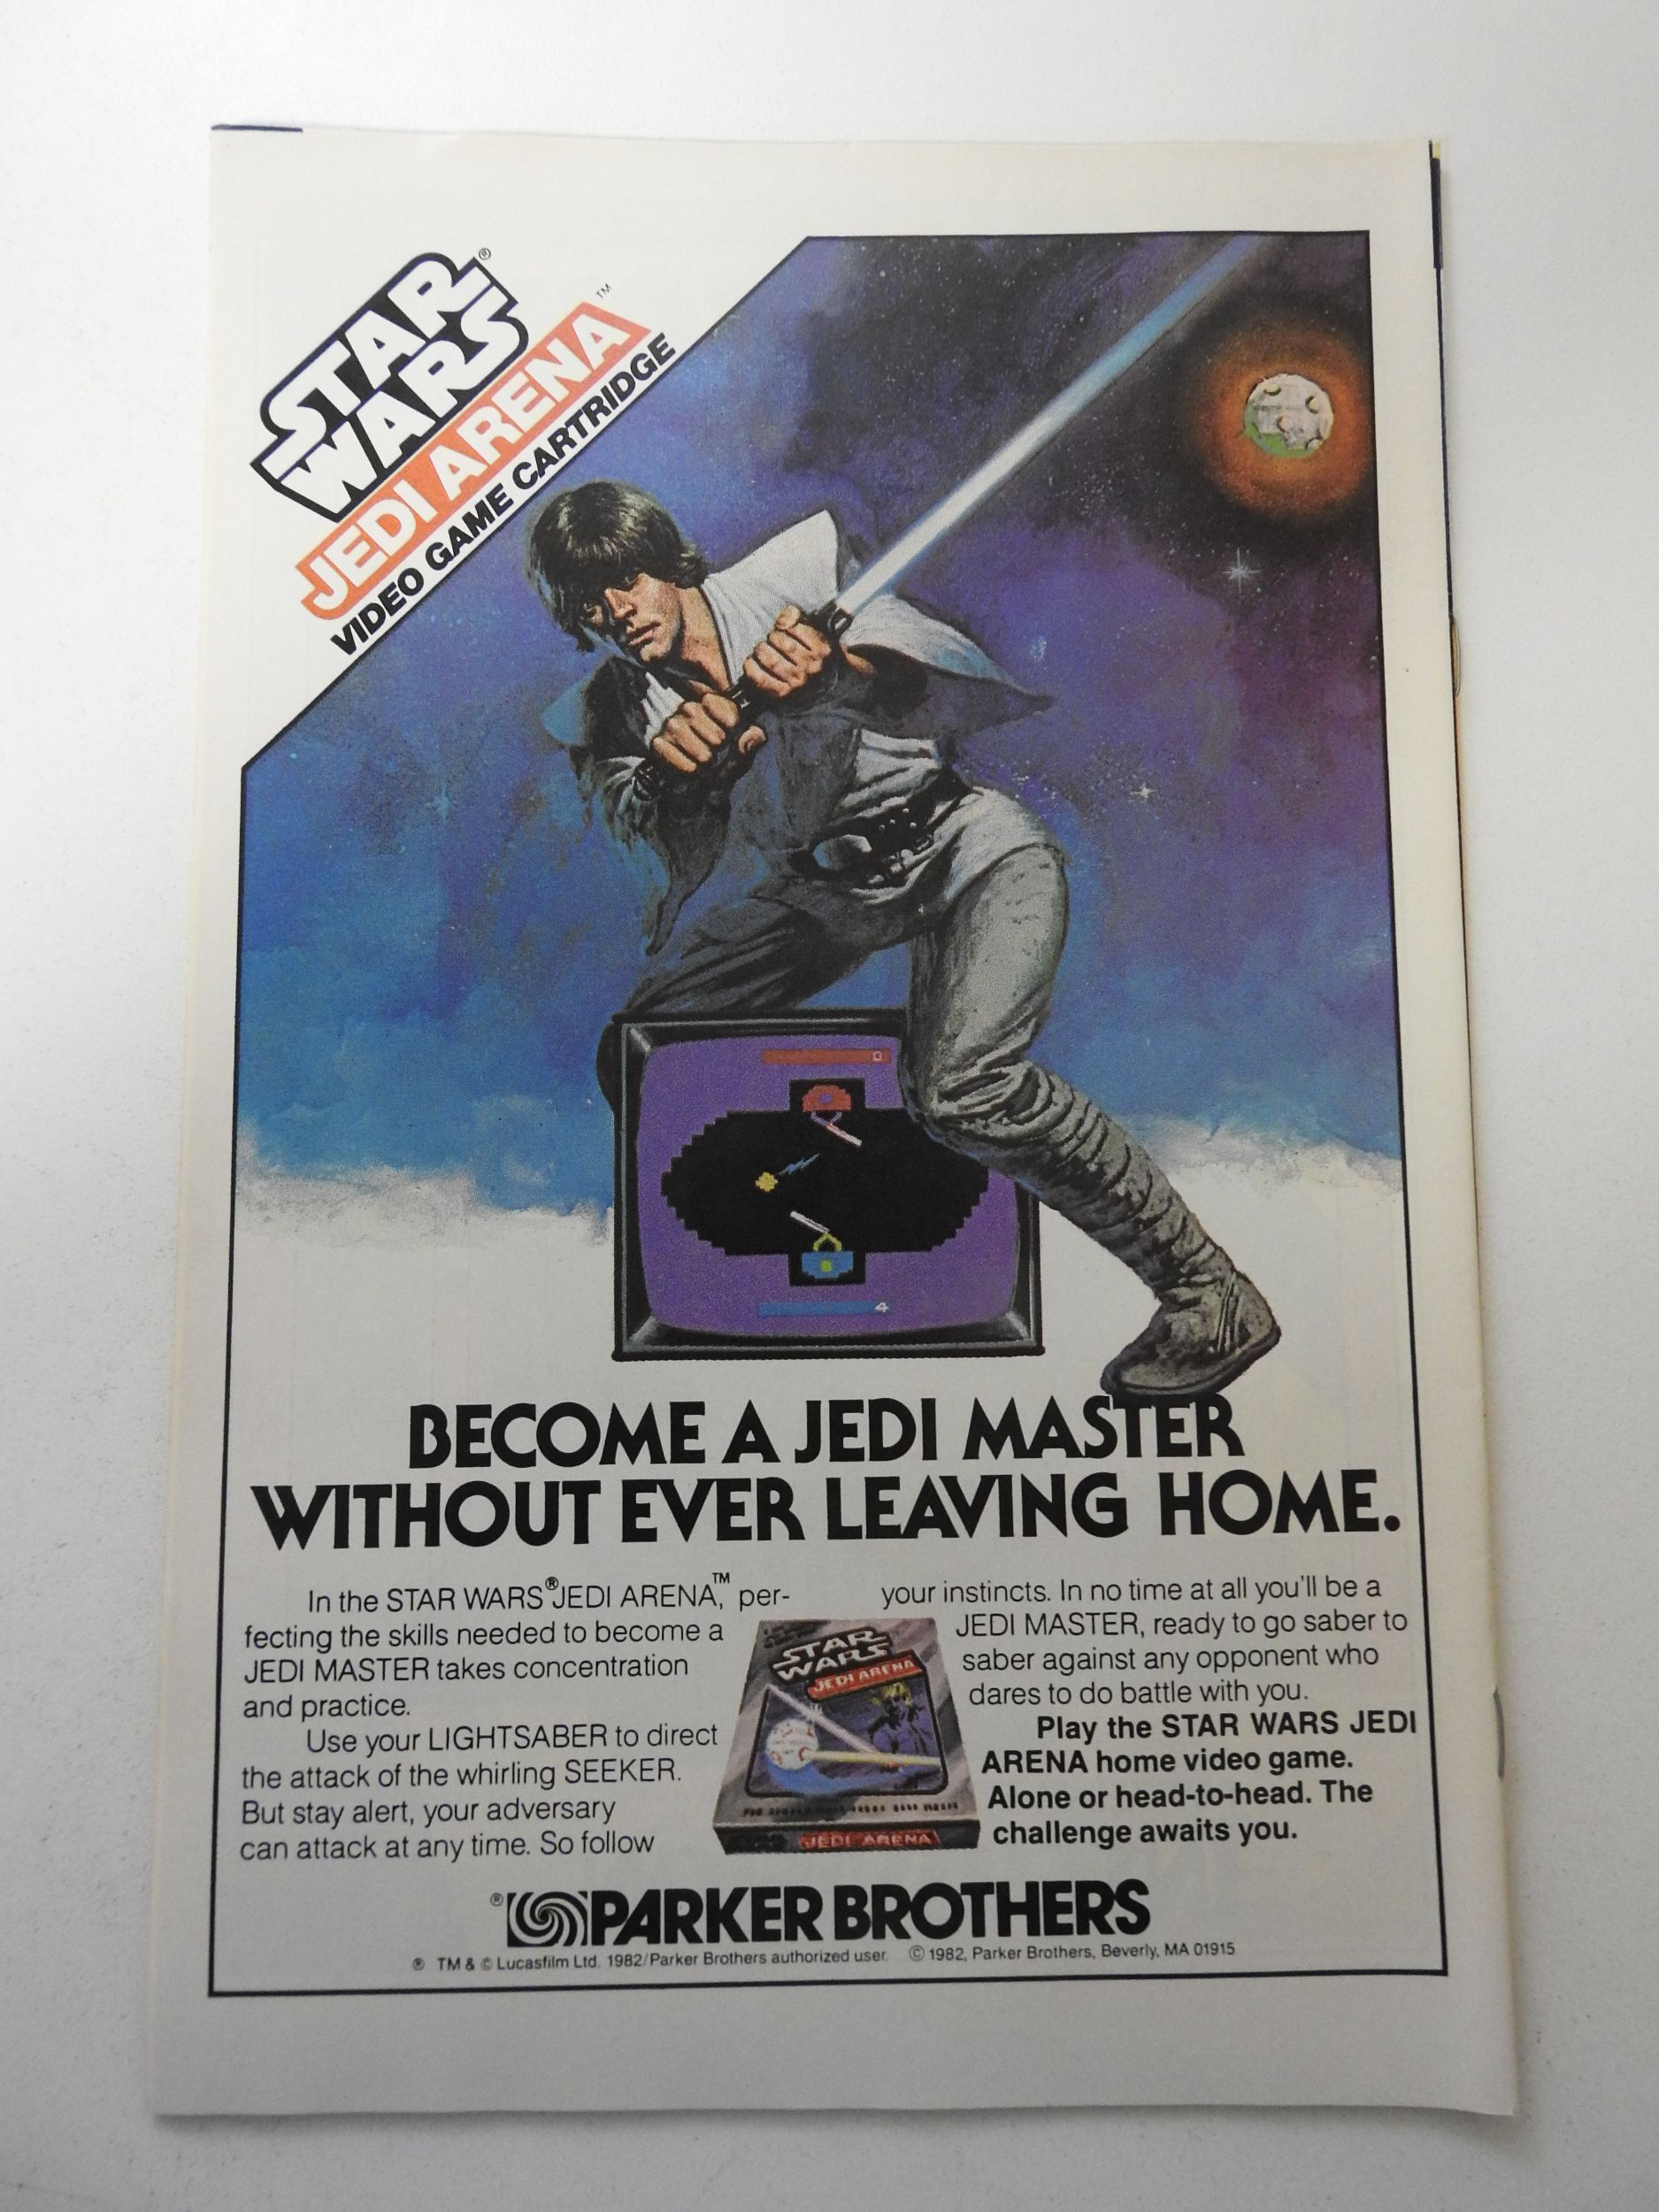 STAR ®
WARS
JEDI ARENA ™
VIDEO GAME CARTRIDGE
0
4
BECOME A JEDI MASTER
WITHOUT EVER LEAVING HOME.
In the STAR WARS® JEDI ARENA,™ per-
fecting the skills needed to become a
JEDI MASTER takes concentration
and practice.
Use your LIGHTSABER to direct
the attack of the whirling SEEKER.
But stay alert, your adversary
can attack at any time. So follow
STAR
WARS
JEDI ARENA
JEDI ARENA
your instincts. In no time at all you'll be a
JEDI MASTER, ready to go saber to
saber against any opponent who
dares to do battle with you.
Play the STAR WARS JEDI
ARENA home video game.
Alone or head-to-head. The
challenge awaits you.
® PARKER BROTHERS
® TM & © Lucasfilm Ltd. 1982/Parker Brothers authorized user. © 1982, Parker Brothers, Beverly, MA 01915